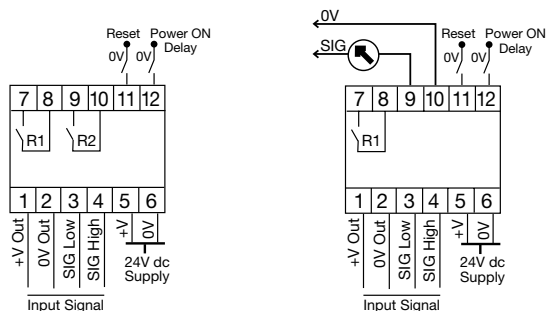 Reset Power ON
Delay
0V 0V
7 8 9 10 11 12
R1 R2
1 2 3 4 5 6
+V Out
0V Out
SIG Low
SIG High
+V
0V
24V dc
Supply
Input Signal
0V
SIG
Reset Power ON
Delay
0V 0V
7 8 9 10 11 12
R1
1 2 3 4 5 6
+V Out
0V Out
SIG Low
SIG High
+V
0V
24V dc
Supply
Input Signal